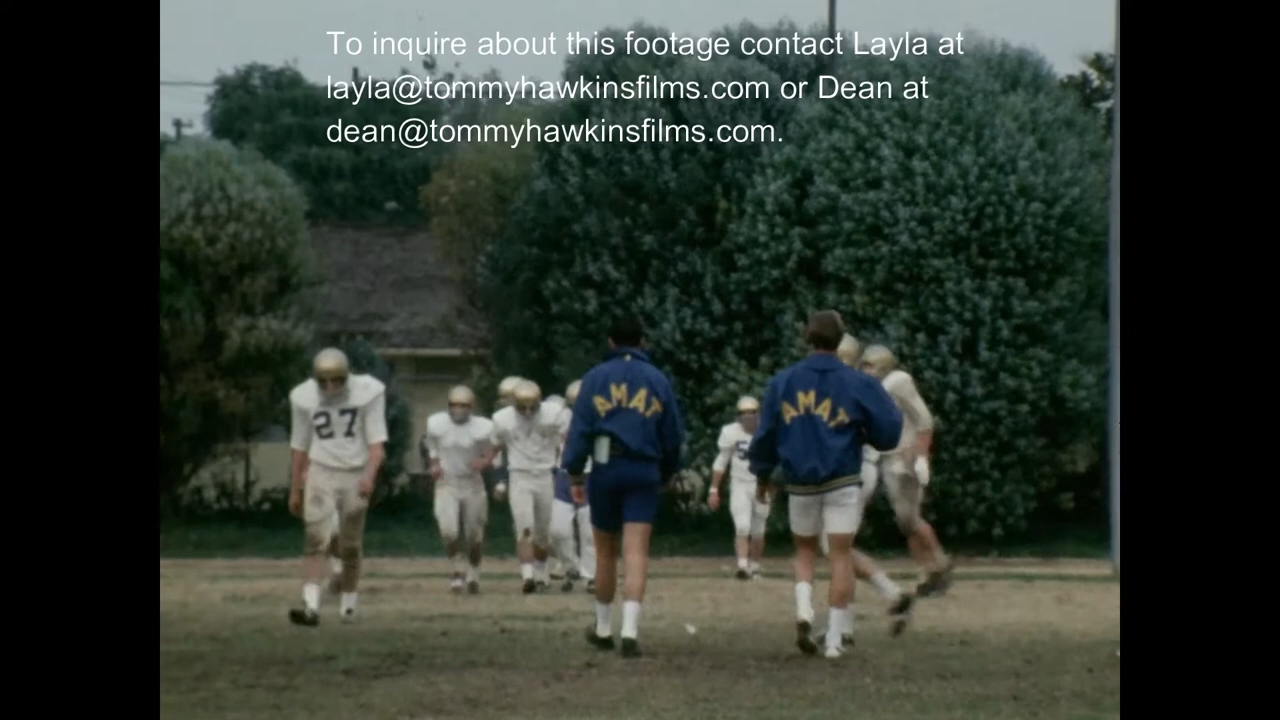 To inquire about this footage contact Layla at
layla@tommyhawkinsfilms.com or Dean at
dean@tommyhawkinsfilms.com.
27
AMAT
AMAT